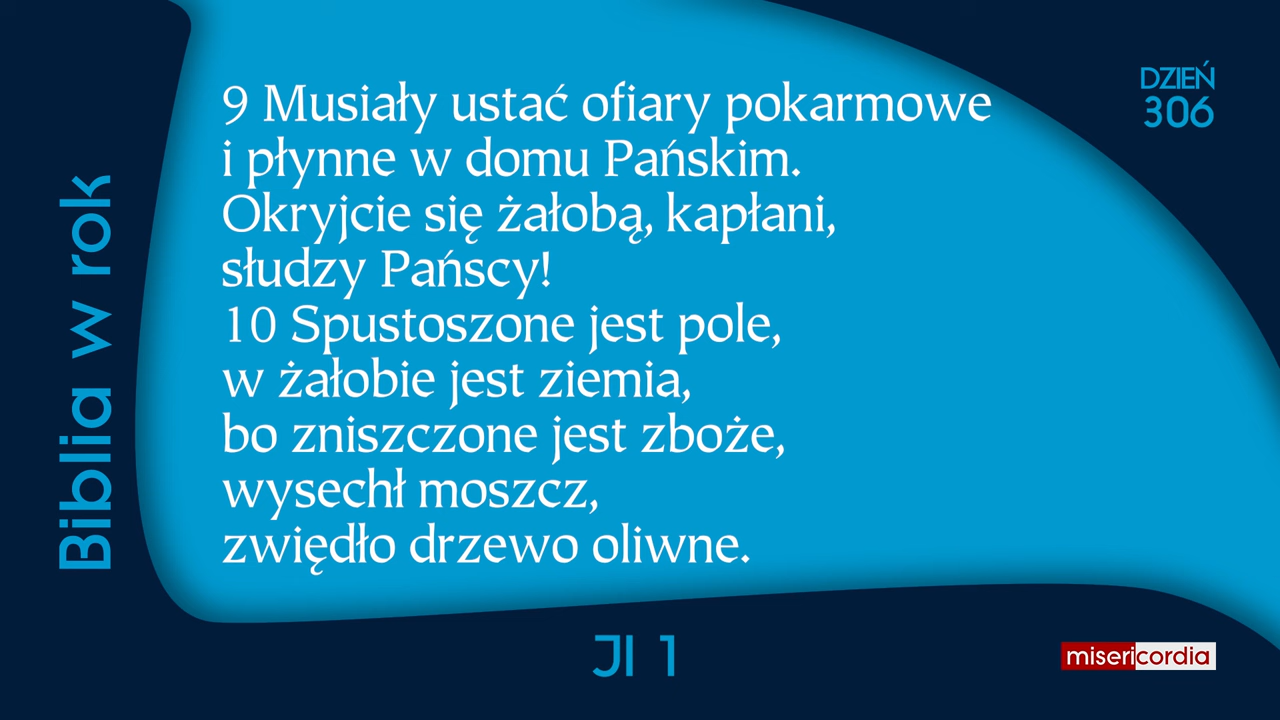 DZIEŃ
306
9 Musiały ustać ofiary pokarmowe
i płynne w domu Pańskim.
Okryjcie się żałobą, kapłani,
słudzy Pańscy!
10 Spustoszone jest pole,
w żałobie jest ziemia,
bo zniszczone jest zboże,
wysechł moszcz,
zwiędło drzewo oliwne.
Biblia w rok
Jl 1
misericordia